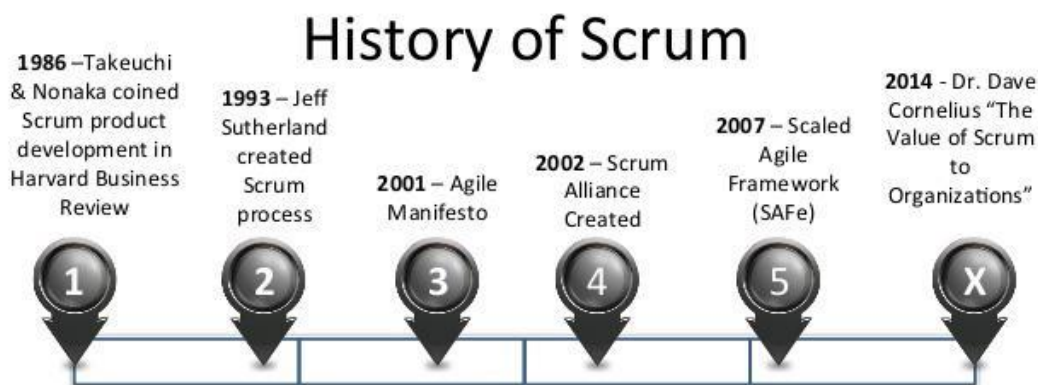 History of Scrum
1986 –Takeuchi
& Nonaka coined
Scrum product
development in
Harvard Business
Review
1993 – Jeff
Sutherland
created
Scrum
process
2001 – Agile
Manifesto
2002 – Scrum
Alliance
Created
2007 – Scaled
Agile
Framework
(SAFe)
2014 - Dr. Dave
Cornelius “The
Value of Scrum
to
Organizations”
1
2
3
4
5
X